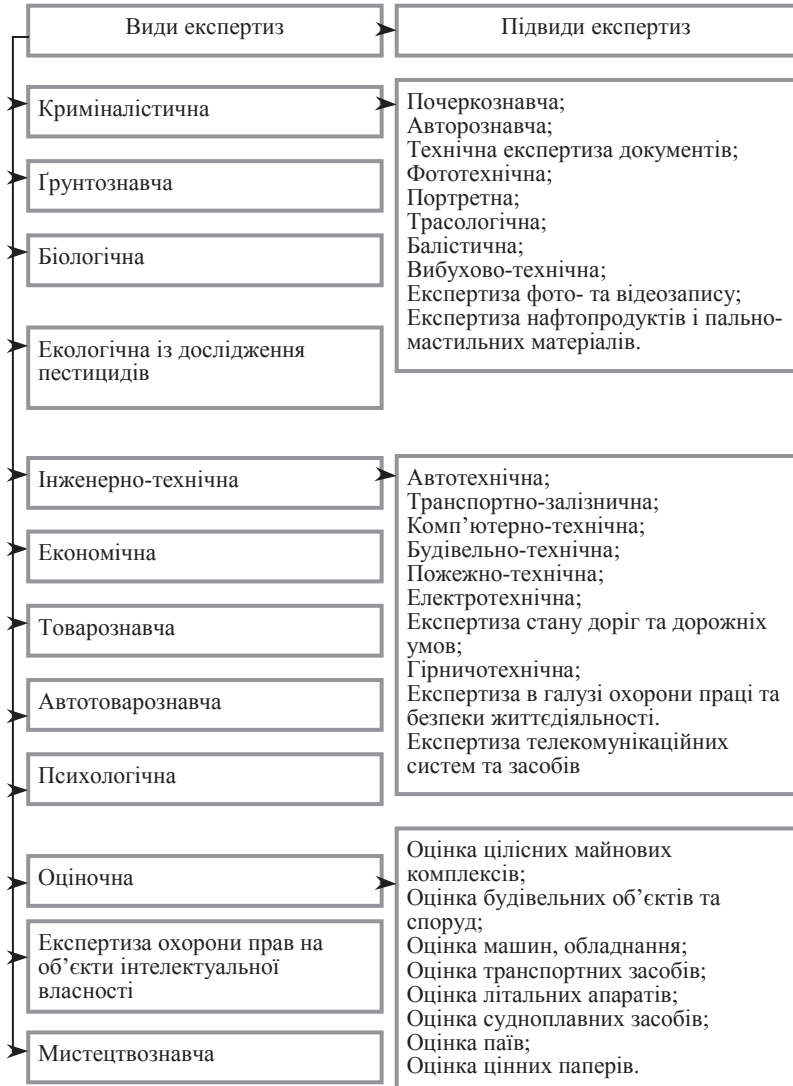 Види експертиз
Підвиди експертиз
Криміналістична
Почеркознавча;
Авторознавча;
Технічна експертиза документів;
Фототехнічна;
Портретна;
Трасологічна;
Балістична;
Вибухово-технічна;
Експертиза фото- та відеозапису;
Експертиза нафтопродуктів і пально-
мастильних матеріалів.
Ґрунтознавча
Біологічна
Екологічна із дослідження
пестицидів
Інженерно-технічна
Автотехнічна;
Транспортно-залізнична;
Комп’ютерно-технічна;
Будівельно-технічна;
Пожежно-технічна;
Електротехнічна;
Експертиза стану доріг та дорожніх
умов;
Гірничотехнічна;
Експертиза в галузі охорони праці та
безпеки життєдіяльності.
Експертиза телекомунікаційних
систем та засобів
Економічна
Товарознавча
Автотоварознавча
Психологічна
Оціночна
Оцінка цілісних майнових
комплексів;
Оцінка будівельних об’єктів та
споруд;
Оцінка машин, обладнання;
Оцінка транспортних засобів;
Оцінка літальних апаратів;
Оцінка судноплавних засобів;
Оцінка паїв;
Оцінка цінних паперів.
Експертиза охорони прав на
об’єкти інтелектуальної
власності
Мистецтвознавча